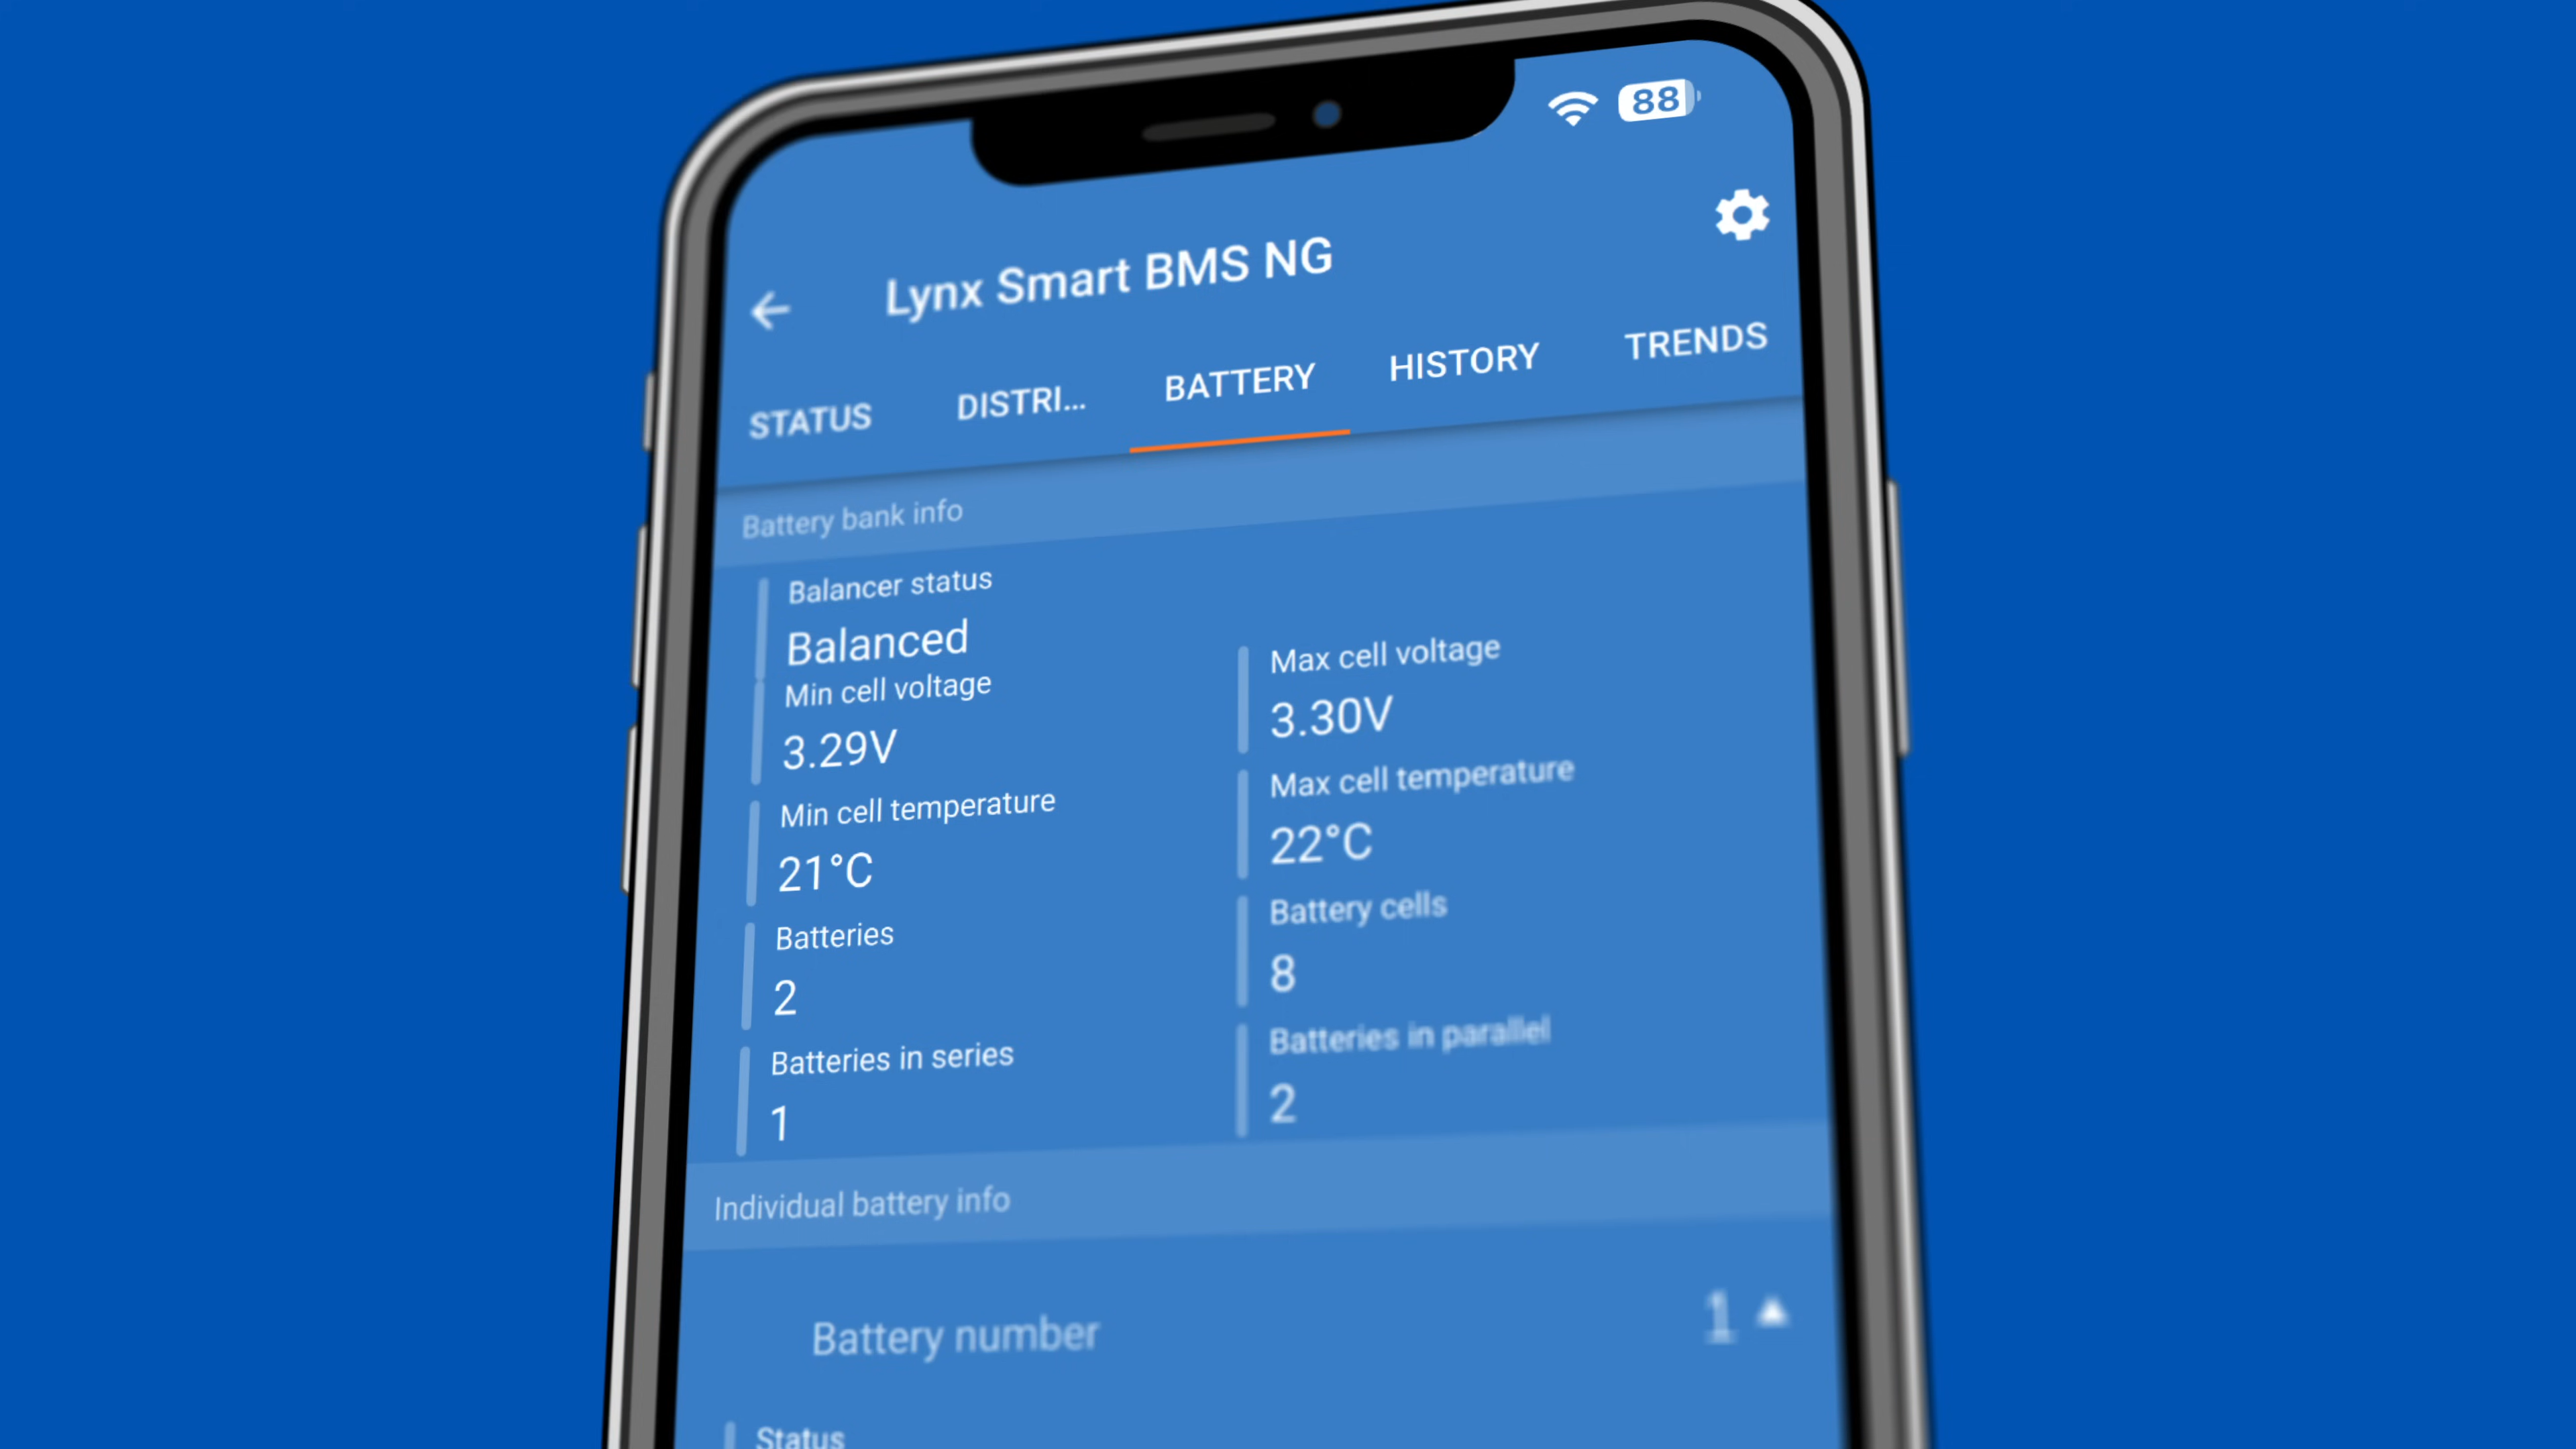 88
Lynx Smart BMS NG
STATUS DISTRI... BATTERY HISTORY TRENDS
Battery bank info
Balancer status
Balanced
Min cell voltage Max cell voltage
3.29V 3.30V
Min cell temperature Max cell temperature
21°C 22°C
Batteries Battery cells
2 8
Batteries in series Batteries in parallel
1 2
Individual battery info
Battery number 1
Status